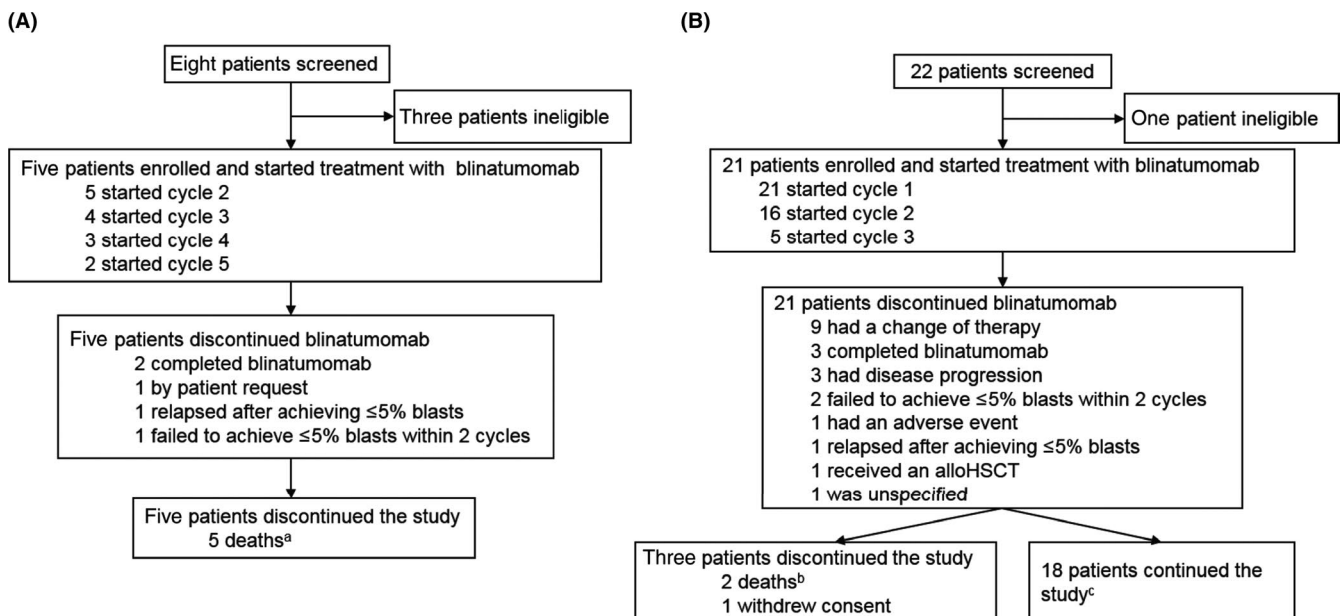 (A)
Eight patients screened
Three patients ineligible
Five patients enrolled and started treatment with blinatumomab
5 started cycle 2
4 started cycle 3
3 started cycle 4
2 started cycle 5
Five patients discontinued blinatumomab
2 completed blinatumomab
1 by patient request
1 relapsed after achieving ≤5% blasts
1 failed to achieve ≤5% blasts within 2 cycles
Five patients discontinued the study
5 deathsᵃ
(B)
22 patients screened
One patient ineligible
21 patients enrolled and started treatment with blinatumomab
21 started cycle 1
16 started cycle 2
5 started cycle 3
21 patients discontinued blinatumomab
9 had a change of therapy
3 completed blinatumomab
3 had disease progression
2 failed to achieve ≤5% blasts within 2 cycles
1 had an adverse event
1 relapsed after achieving ≤5% blasts
1 received an alloHSCT
1 was unspecified
Three patients discontinued the study
2 deathsᵇ
1 withdrew consent
18 patients continued the
studyᶜ